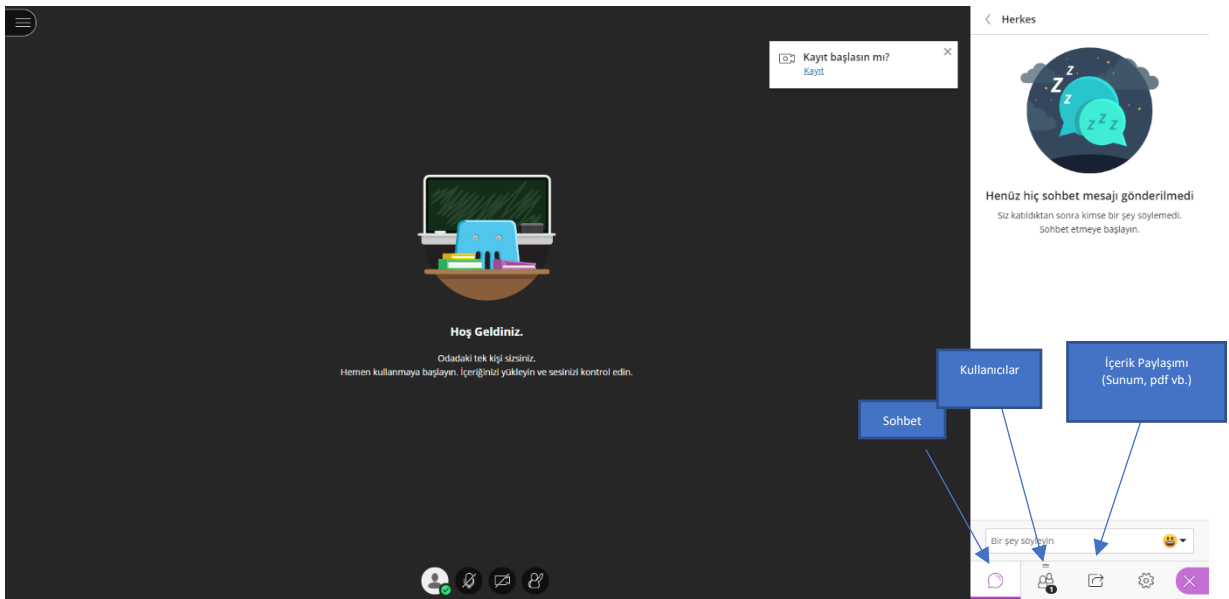 Herkes
Kayıt başlasın mı?
Kayıt
Z
Z
Z
Z
Z Z Z
Henüz hiç sohbet mesajı gönderilmedi
Siz katıldıktan sonra kimse bir şey söylemedi.
Sohbet etmeye başlayın.
Hoş Geldiniz.
Odadaki tek kişi sizsiniz.
Hemen kullanmaya başlayın. İçeriğinizi yükleyin ve sesinizi kontrol edin.
Kullanıcılar
İçerik Paylaşımı
(Sunum, pdf vb.)
Sohbet
Bir şey söyleyin
1